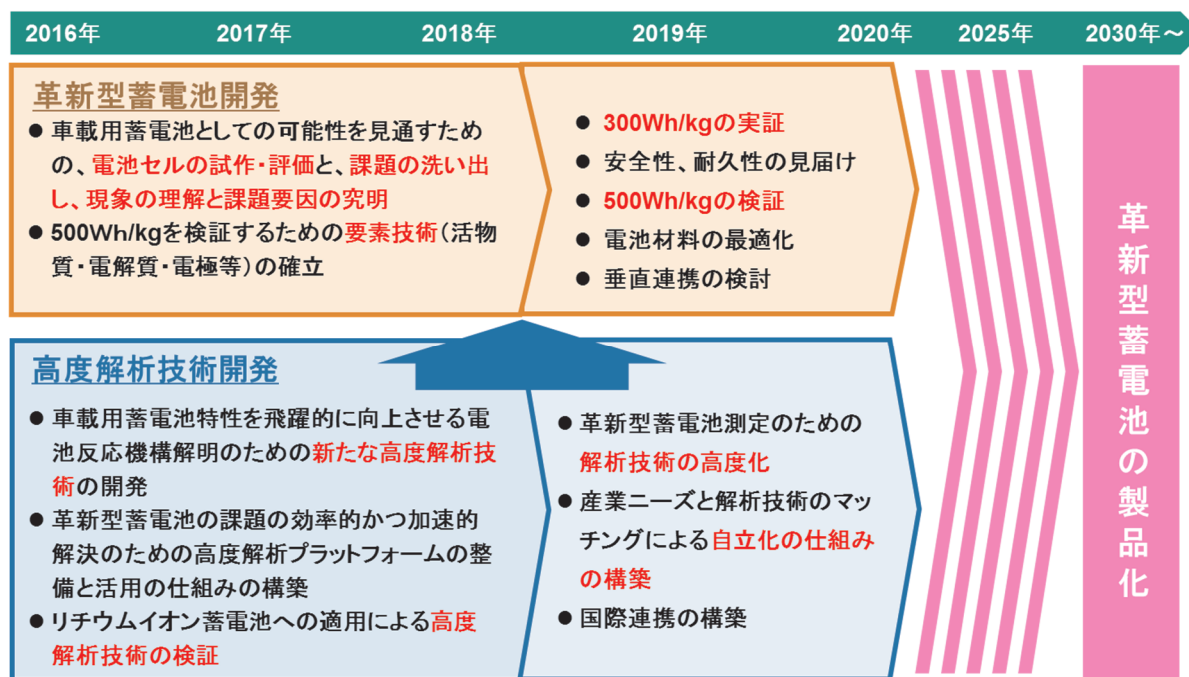 2016年 2017年 2018年 2019年 2020年 2025年 2030年～
革新型蓄電池開発
● 車載用蓄電池としての可能性を見通すため
の、電池セルの試作・評価と、課題の洗い出
し、現象の理解と課題要因の究明
● 500Wh/kgを検証するための要素技術（活物
質・電解質・電極等）の確立
● 300Wh/kgの実証
● 安全性、耐久性の見届け
● 500Wh/kgの検証
● 電池材料の最適化
● 垂直連携の検討
高度解析技術開発
● 車載用蓄電池特性を飛躍的に向上させる電
池反応機構解明のための新たな高度解析技
術の開発
● 革新型蓄電池の課題の効率的かつ加速的
解決のための高度解析プラットフォームの整
備と活用の仕組みの構築
● リチウムイオン蓄電池への適用による高度
解析技術の検証
● 革新型蓄電池測定のための
解析技術の高度化
● 産業ニーズと解析技術のマッ
チングによる自立化の仕組み
の構築
● 国際連携の構築
革新型蓄電池の製品化